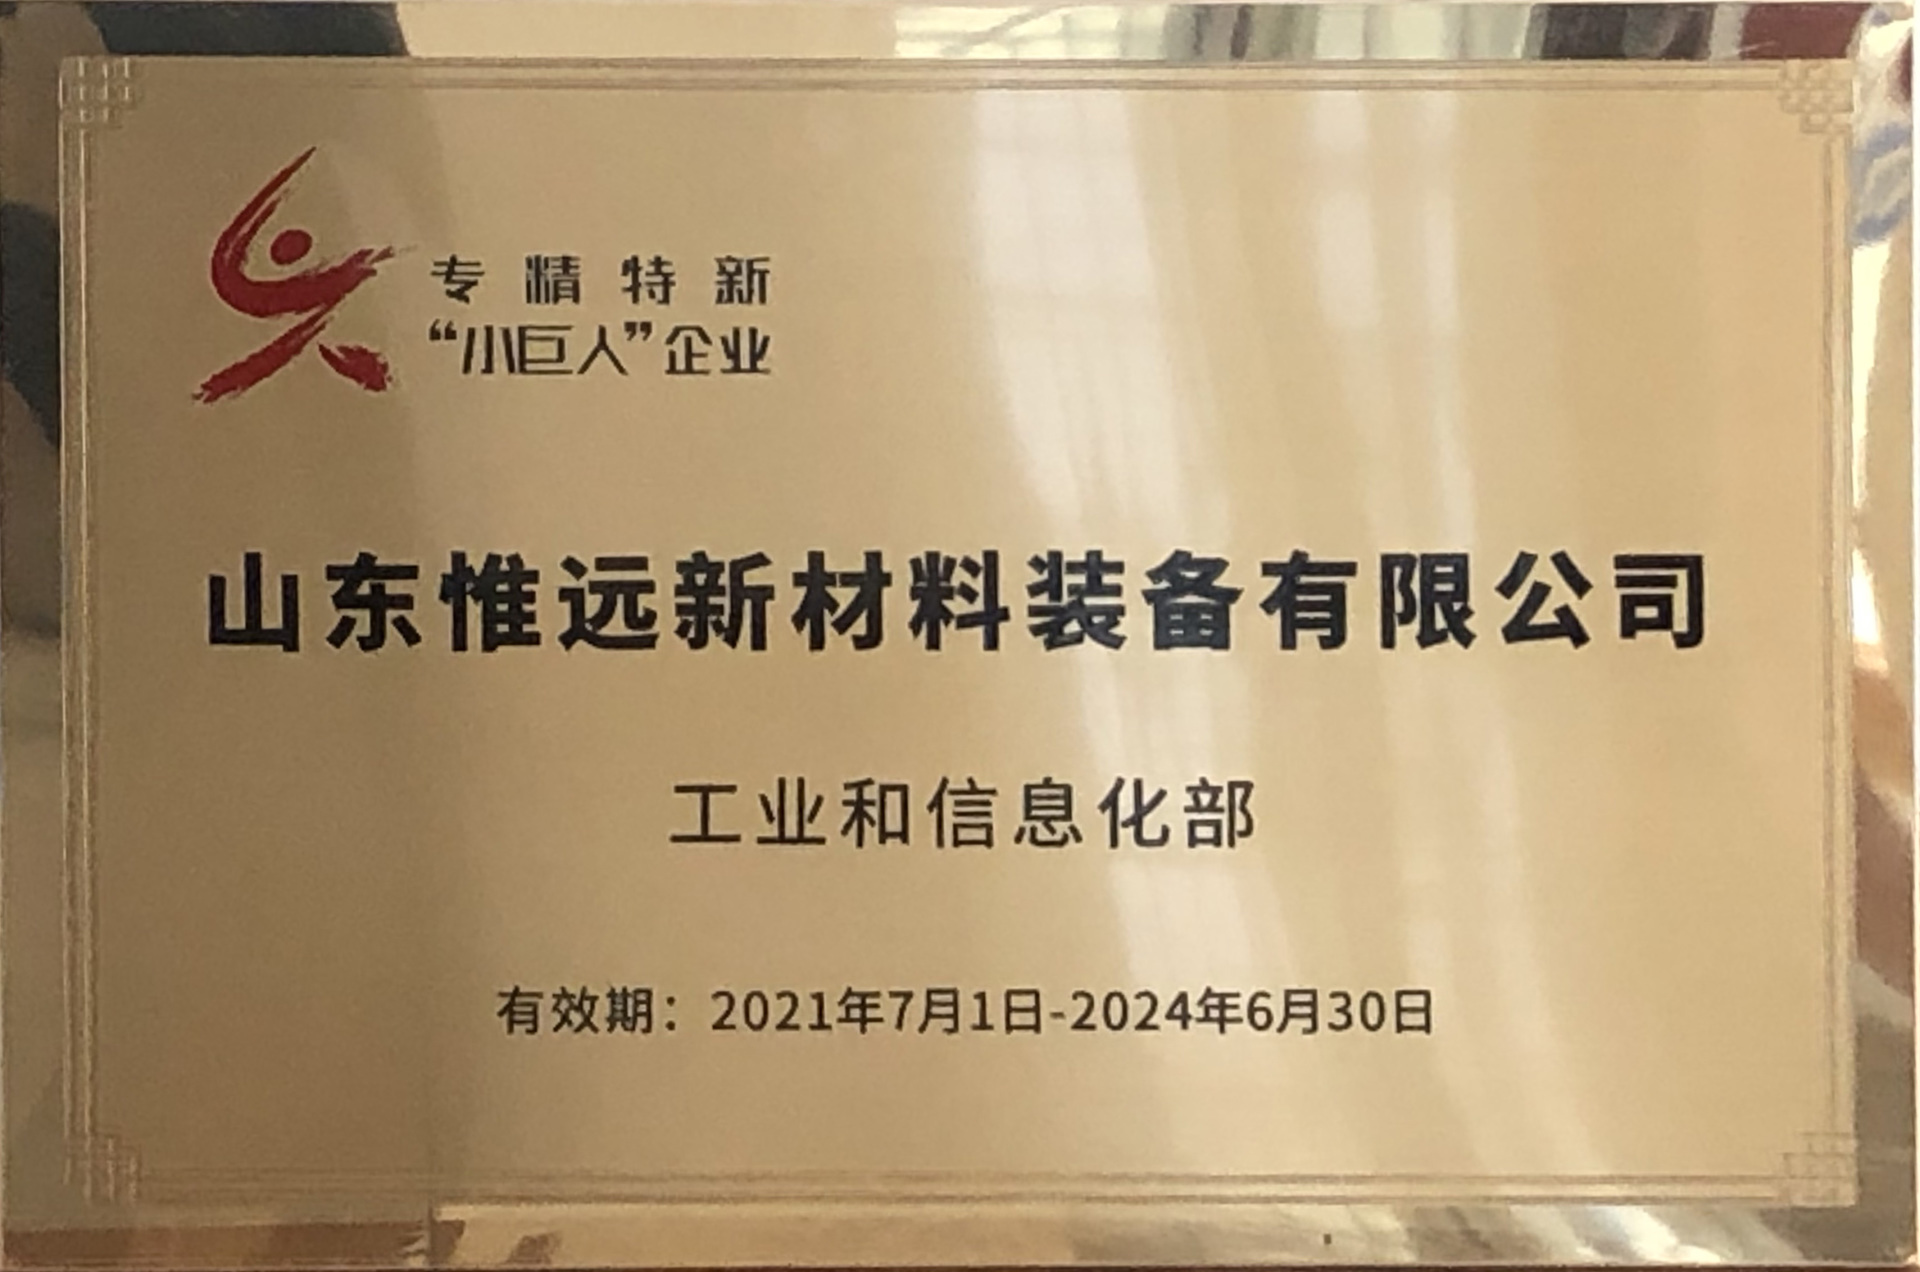 专精特新
“小巨人”企业
山东惟远新材料装备有限公司
工业和信息化部
有效期：2021年7月1日-2024年6月30日